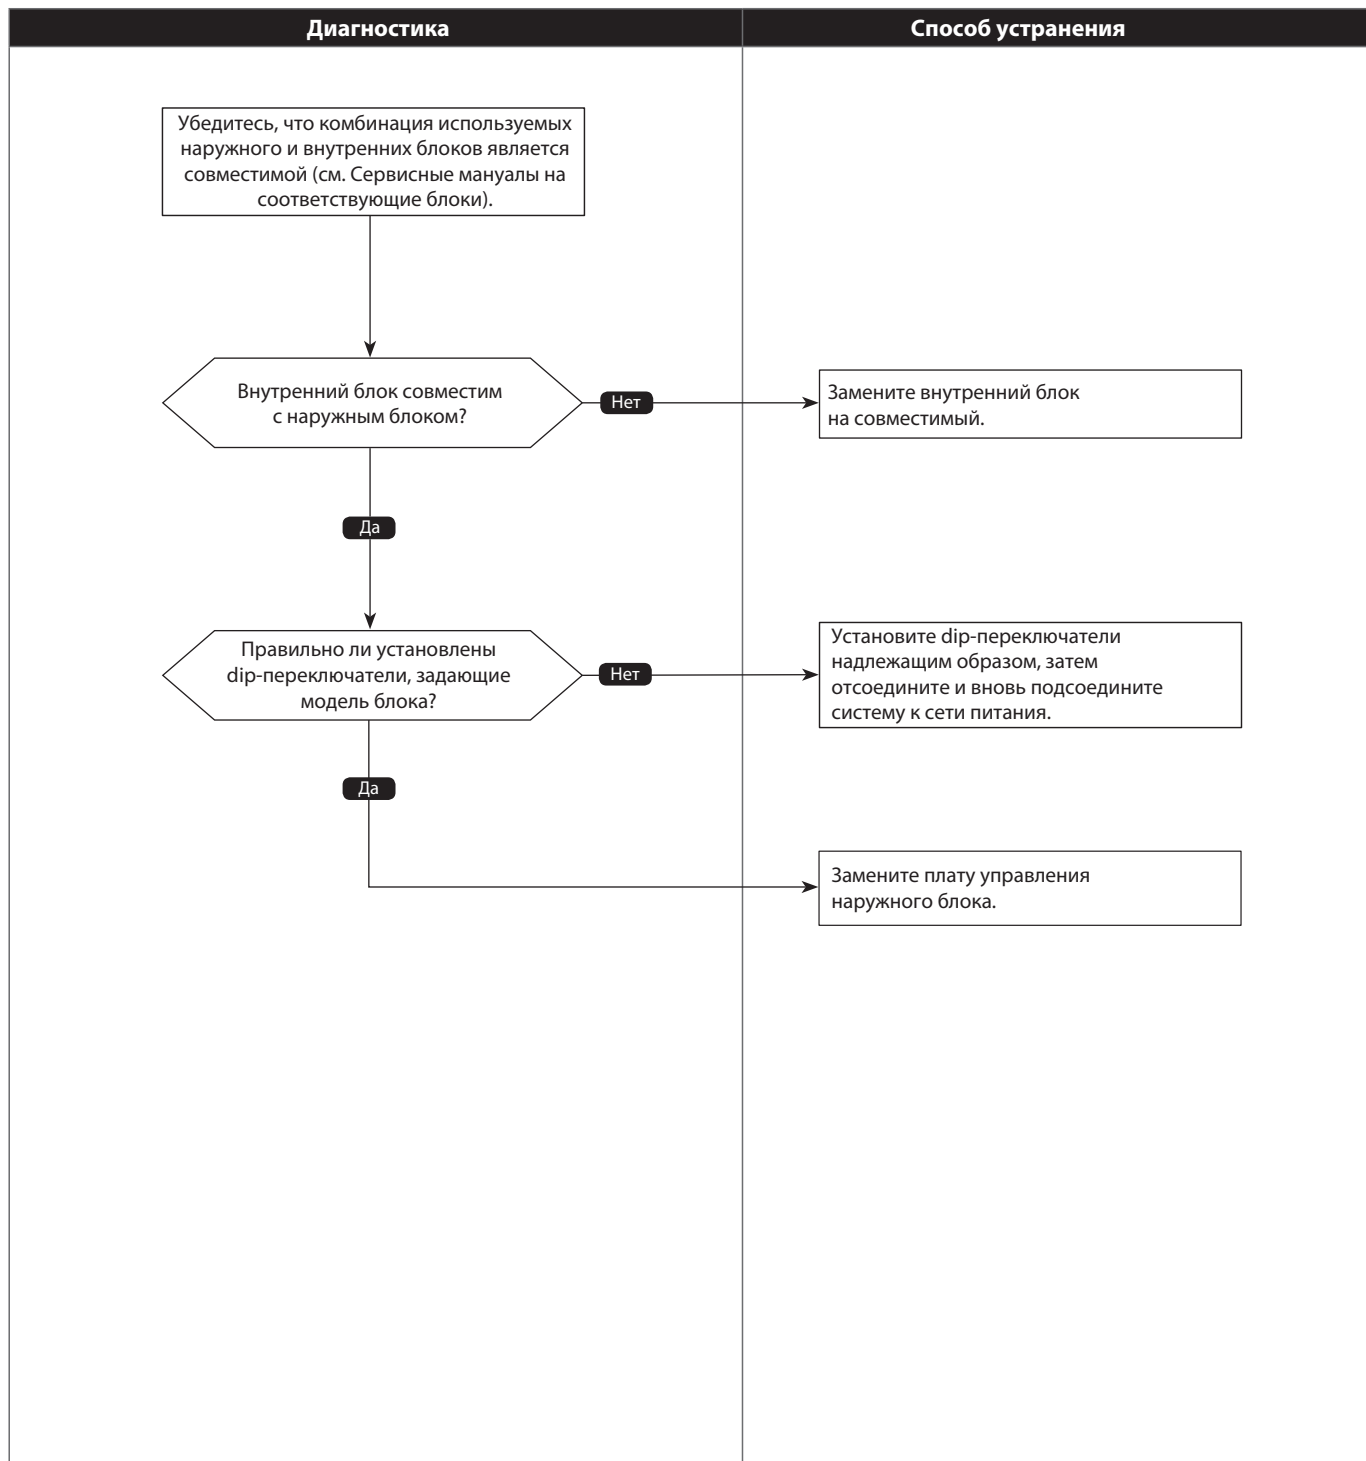 Диагностика
Способ устранения
Убедитесь, что комбинация используемых
наружного и внутренних блоков является
совместимой (см. Сервисные мануалы на
соответствующие блоки).
Внутренний блок совместим
с наружным блоком?
Нет
Замените внутренний блок
на совместимый.
Да
Правильно ли установлены
dip-переключатели, задающие
модель блока?
Нет
Установите dip-переключатели
надлежащим образом, затем
отсоедините и вновь подсоедините
систему к сети питания.
Да
Замените плату управления
наружного блока.